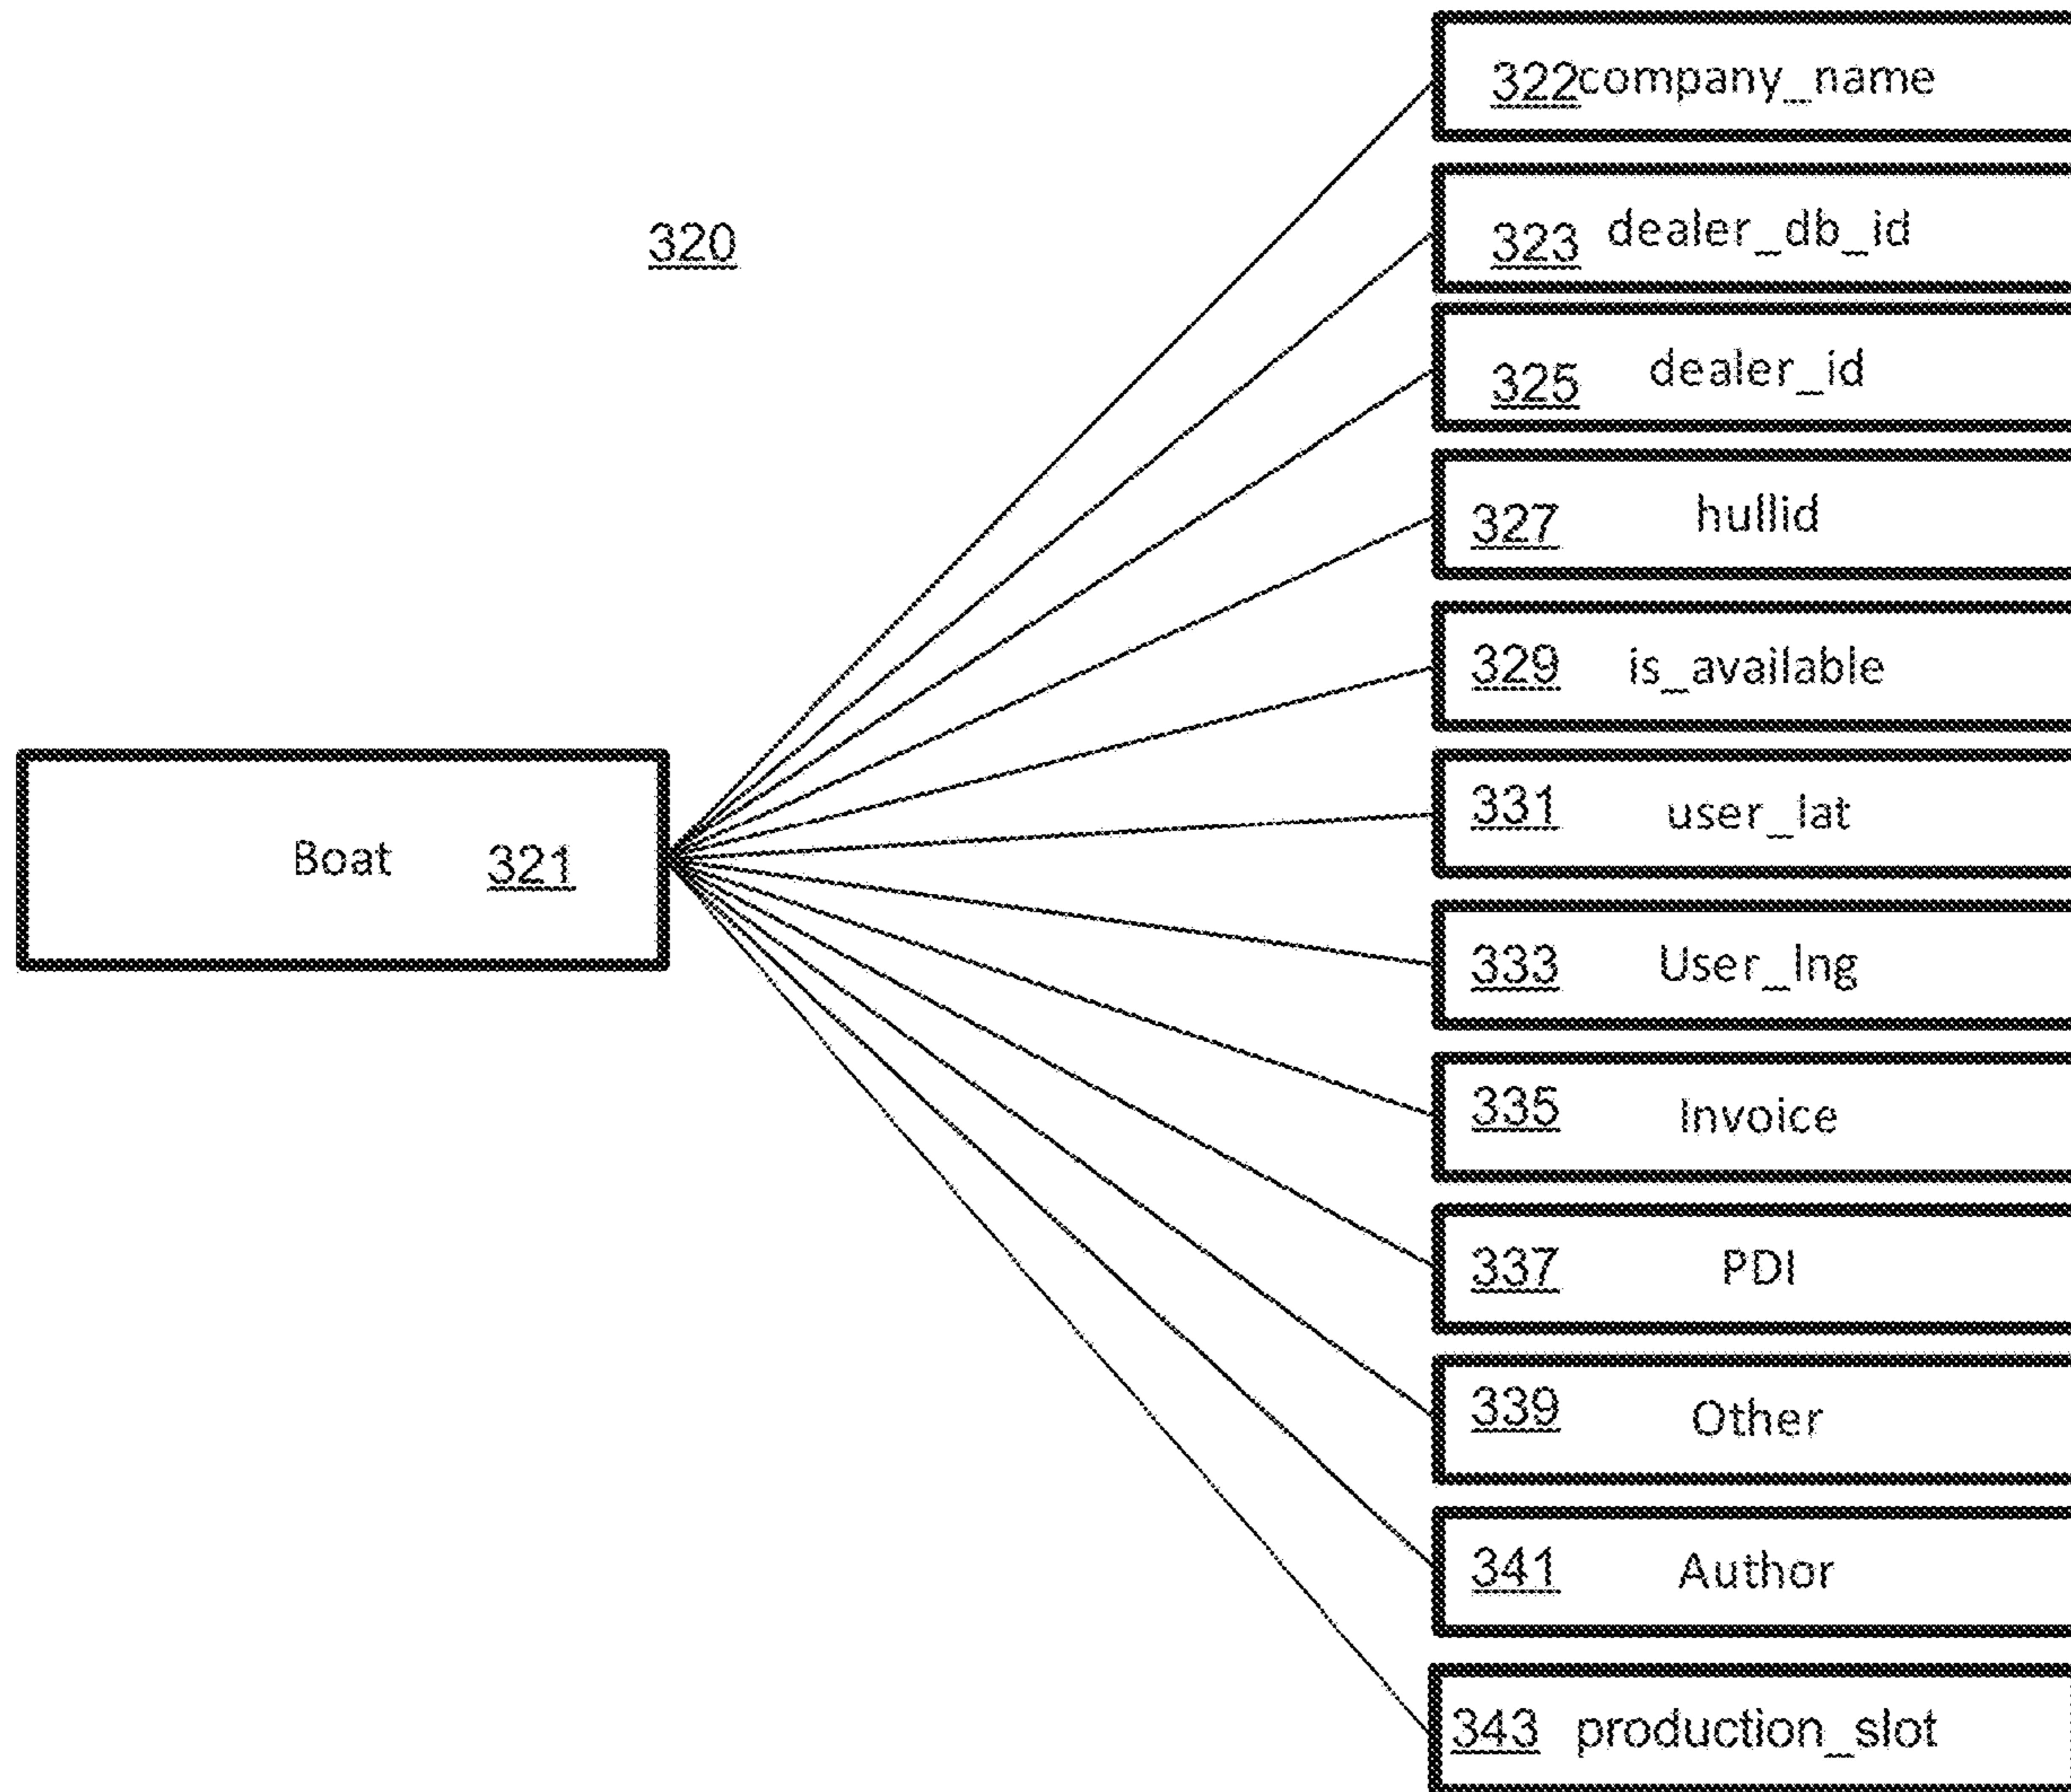 322company_name
320
323 dealer_db_id
325 dealer_id
327 hullid
329 is_available
331 user_lat
Boat 321
333 User_lng
335 Invoice
337 PDI
339 Other
341 Author
343 production_slot